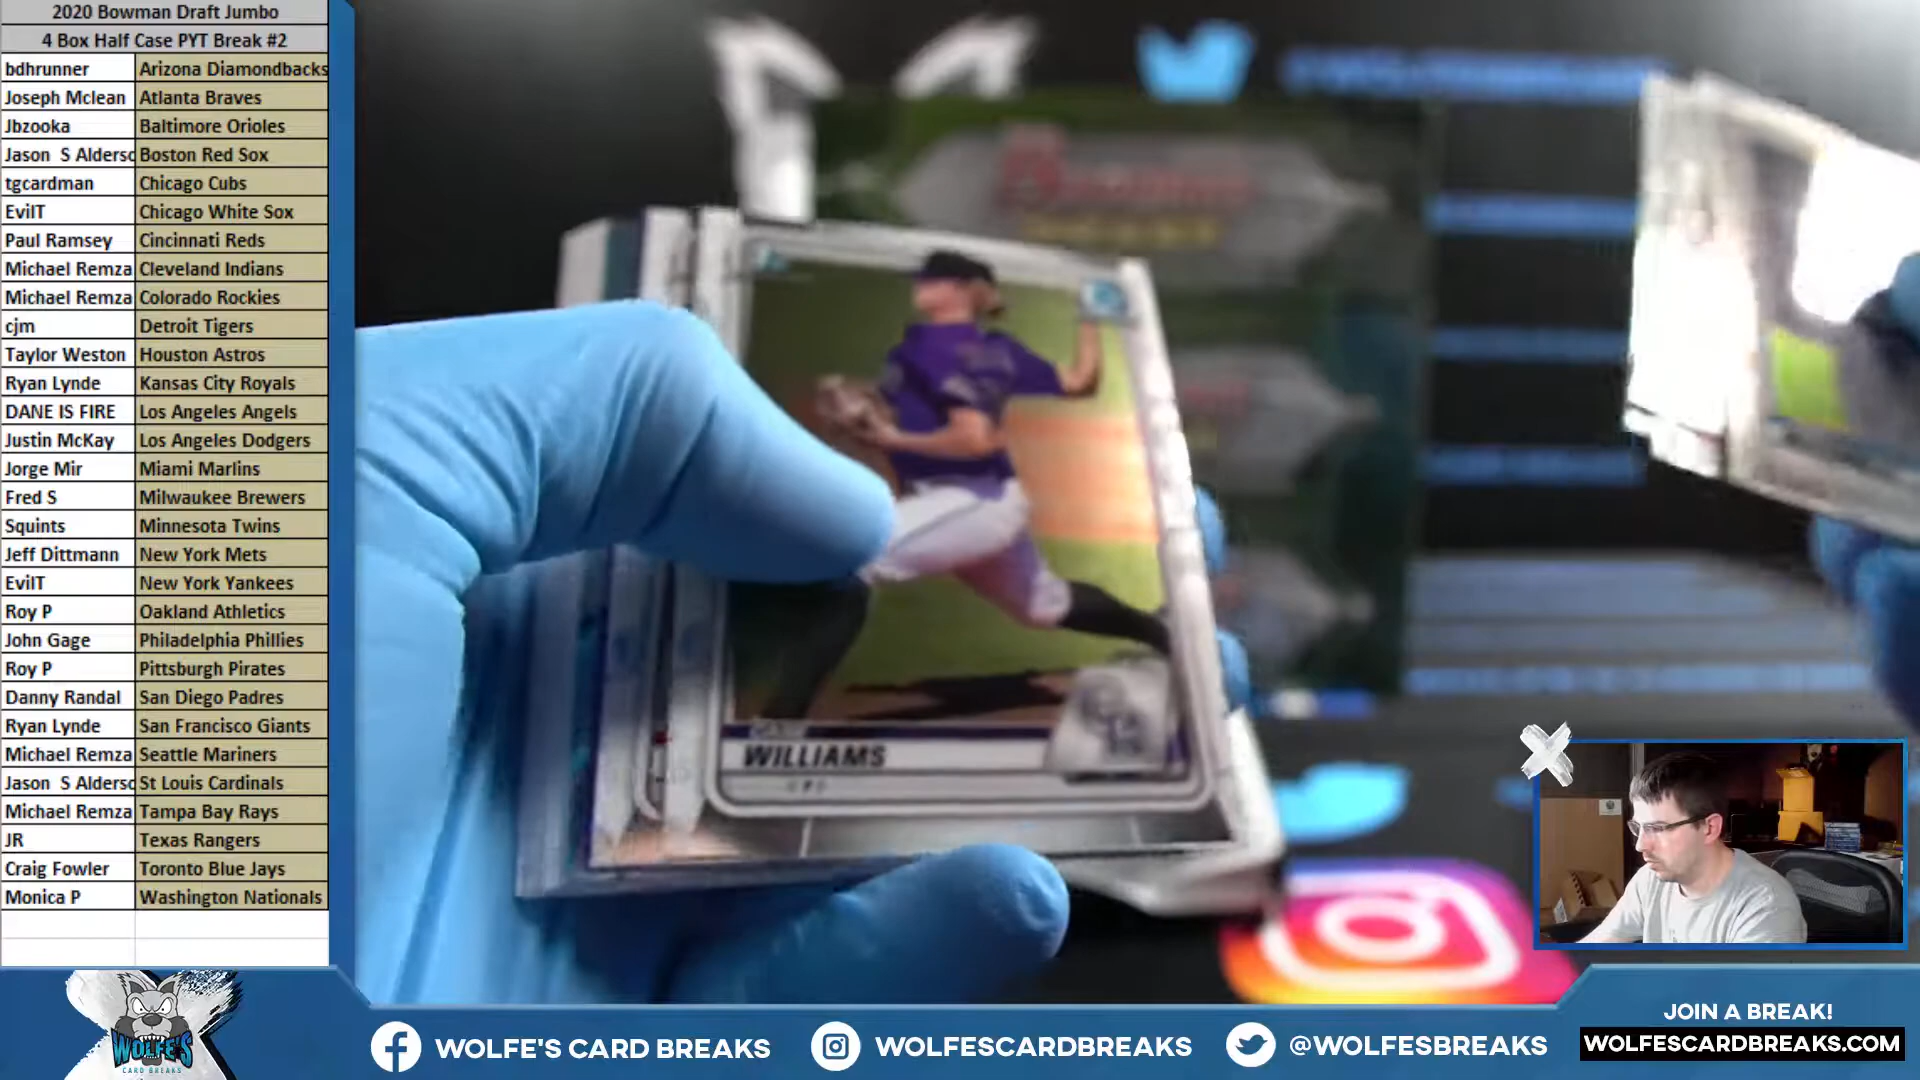 2020 Bowman Draft Jumbo
4 Box Half Case PYT Break #2
bdhrunner Arizona Diamondbacks
Joseph Mclean Atlanta Braves
Jbzooka Baltimore Orioles
Jason S Aldersc Boston Red Sox
tgcardman Chicago Cubs
EvilT Chicago White Sox
Paul Ramsey Cincinnati Reds
Michael Remza Cleveland Indians
Michael Remza Colorado Rockies
cjm Detroit Tigers
Taylor Weston Houston Astros
Ryan Lynde Kansas City Royals
DANE IS FIRE Los Angeles Angels
Justin McKay Los Angeles Dodgers
Jorge Mir Miami Marlins
Fred S Milwaukee Brewers
Squints Minnesota Twins
Jeff Dittmann New York Mets
EvilT New York Yankees
Roy P Oakland Athletics
John Gage Philadelphia Phillies
Roy P Pittsburgh Pirates
Danny Randal San Diego Padres
Ryan Lynde San Francisco Giants
Michael Remza Seattle Mariners
Jason S Aldersc St Louis Cardinals
Michael Remza Tampa Bay Rays
JR Texas Rangers
Craig Fowler Toronto Blue Jays
Monica P Washington Nationals
WILLIAMS
WOLFE'S
CARD BREAKS
WOLFE'S CARD BREAKS
WOLFESCARDBREAKS
@WOLFESBREAKS
JOIN A BREAK!
WOLFESCARDBREAKS.COM